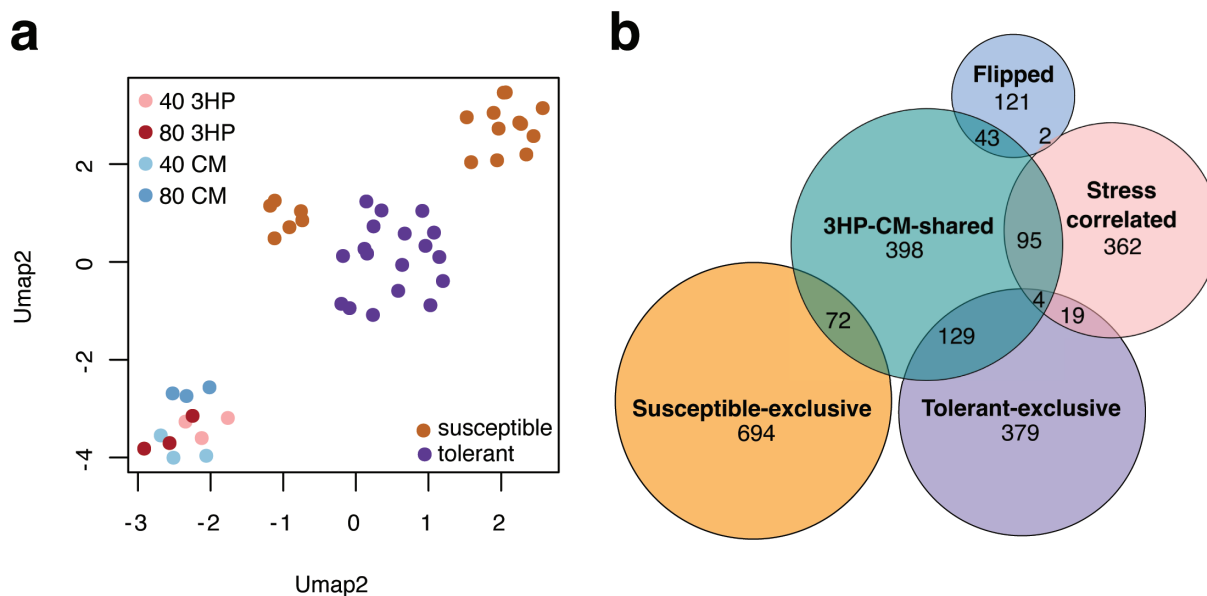 a
40 3HP
80 3HP
40 CM
80 CM
susceptible
tolerant
2
0
-2
-4
Umap2
-3
-2
-1
0
1
2
Umap2
b
Flipped
121
43
2
3HP-CM-shared
398
95
Stress
correlated
362
72
4
19
129
Susceptible-exclusive
694
Tolerant-exclusive
379